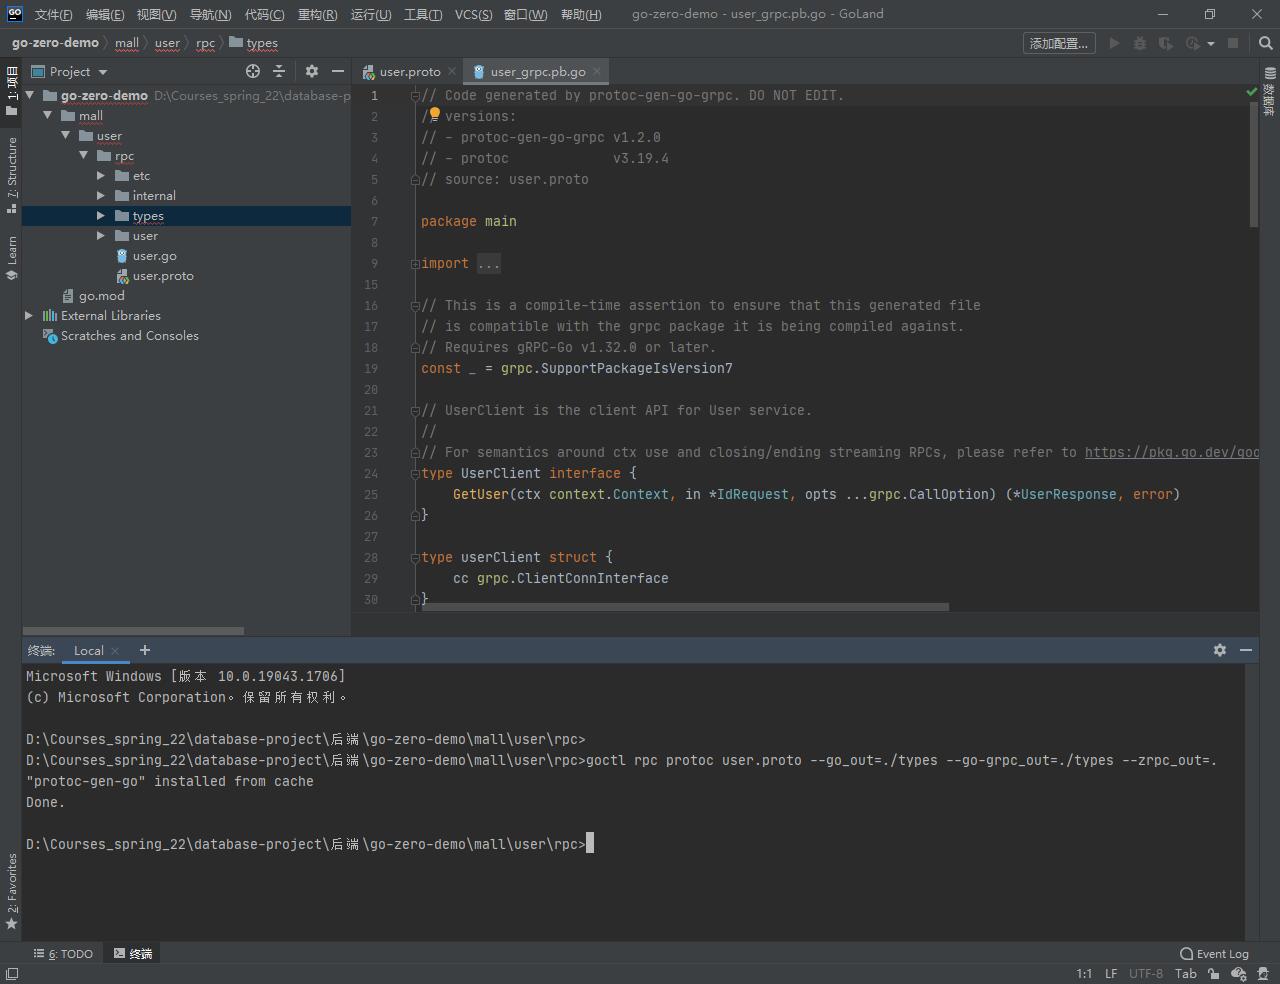 GO 文件(F) 编辑(E) 视图(V) 导航(N) 代码(C) 重构(R) 运行(U) 工具(T) VCS(S) 窗口(W) 帮助(H) go-zero-demo - user_grpc.pb.go - GoLand
go-zero-demo mall user rpc types 添加配置...
1: 项目
7: Structure
Learn
2: Favorites
Project
go-zero-demo D:\Courses_spring_22\database-p
mall
user
rpc
etc
internal
types
user
user.go
user.proto
go.mod
External Libraries
Scratches and Consoles
user.proto user_grpc.pb.go
1 // Code generated by protoc-gen-go-grpc. DO NOT EDIT.
2 // versions:
3 // - protoc-gen-go-grpc v1.2.0
4 // - protoc v3.19.4
5 // source: user.proto
6
7 package main
8
9 import ...
15
16 // This is a compile-time assertion to ensure that this generated file
17 // is compatible with the grpc package it is being compiled against.
18 // Requires gRPC-Go v1.32.0 or later.
19 const _ = grpc.SupportPackageIsVersion7
20
21 // UserClient is the client API for User service.
22 //
23 // For semantics around ctx use and closing/ending streaming RPCs, please refer to https://pkg.go.dev/goo
24 type UserClient interface {
25 GetUser(ctx context.Context, in *IdRequest, opts ...grpc.CallOption) (*UserResponse, error)
26 }
27
28 type userClient struct {
29 cc grpc.ClientConnInterface
30 }
数据库
终端: Local
Microsoft Windows [版本 10.0.19043.1706]
(c) Microsoft Corporation。保留所有权利。
D:\Courses_spring_22\database-project\后端\go-zero-demo\mall\user\rpc>
D:\Courses_spring_22\database-project\后端\go-zero-demo\mall\user\rpc>goctl rpc protoc user.proto --go_out=./types --go-grpc_out=./types --zrpc_out=.
"protoc-gen-go" installed from cache
Done.
D:\Courses_spring_22\database-project\后端\go-zero-demo\mall\user\rpc>
6: TODO 终端 Event Log
1:1 LF UTF-8 Tab